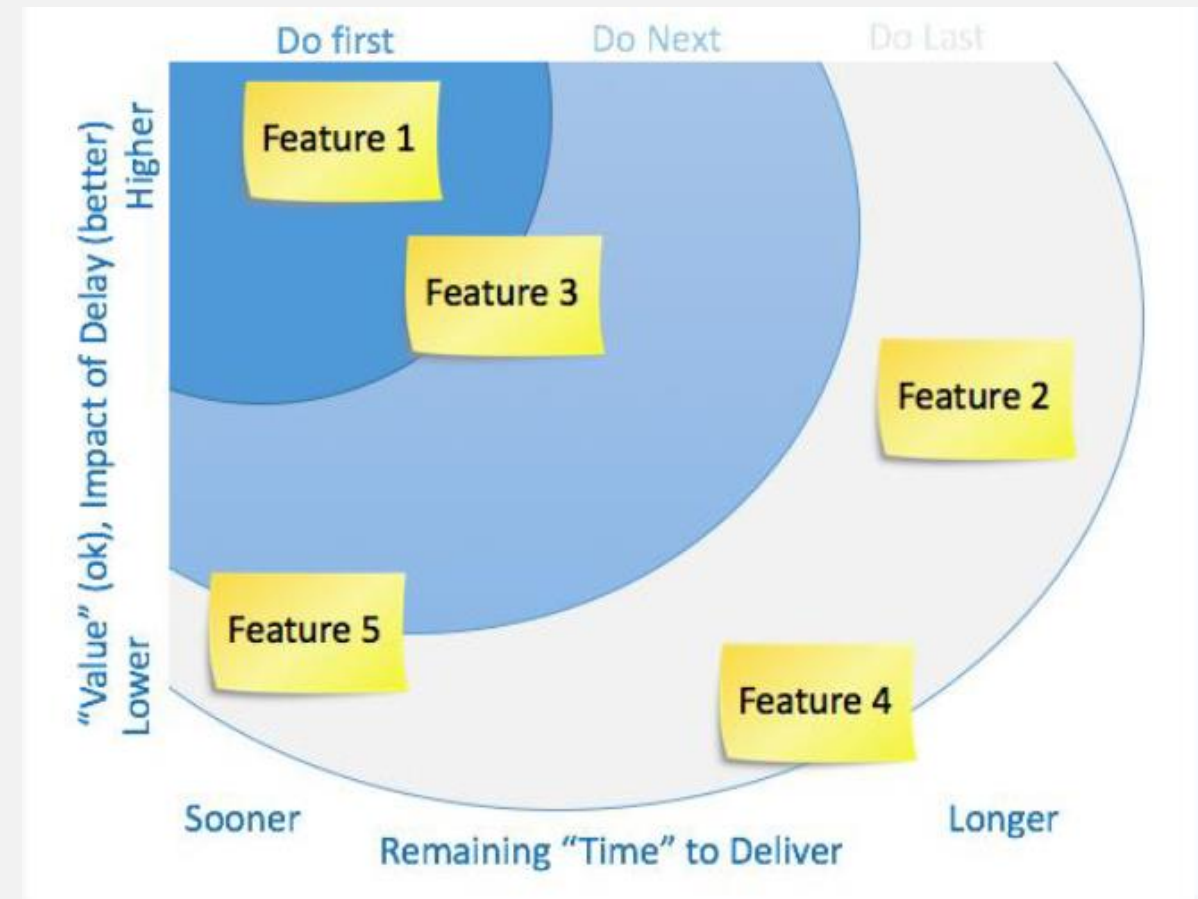 Do first
Do Next
Do Last
"Value" (ok), Impact of Delay (better)
Higher
Lower
Feature 1
Feature 3
Feature 2
Feature 5
Feature 4
Sooner
Longer
Remaining "Time" to Deliver